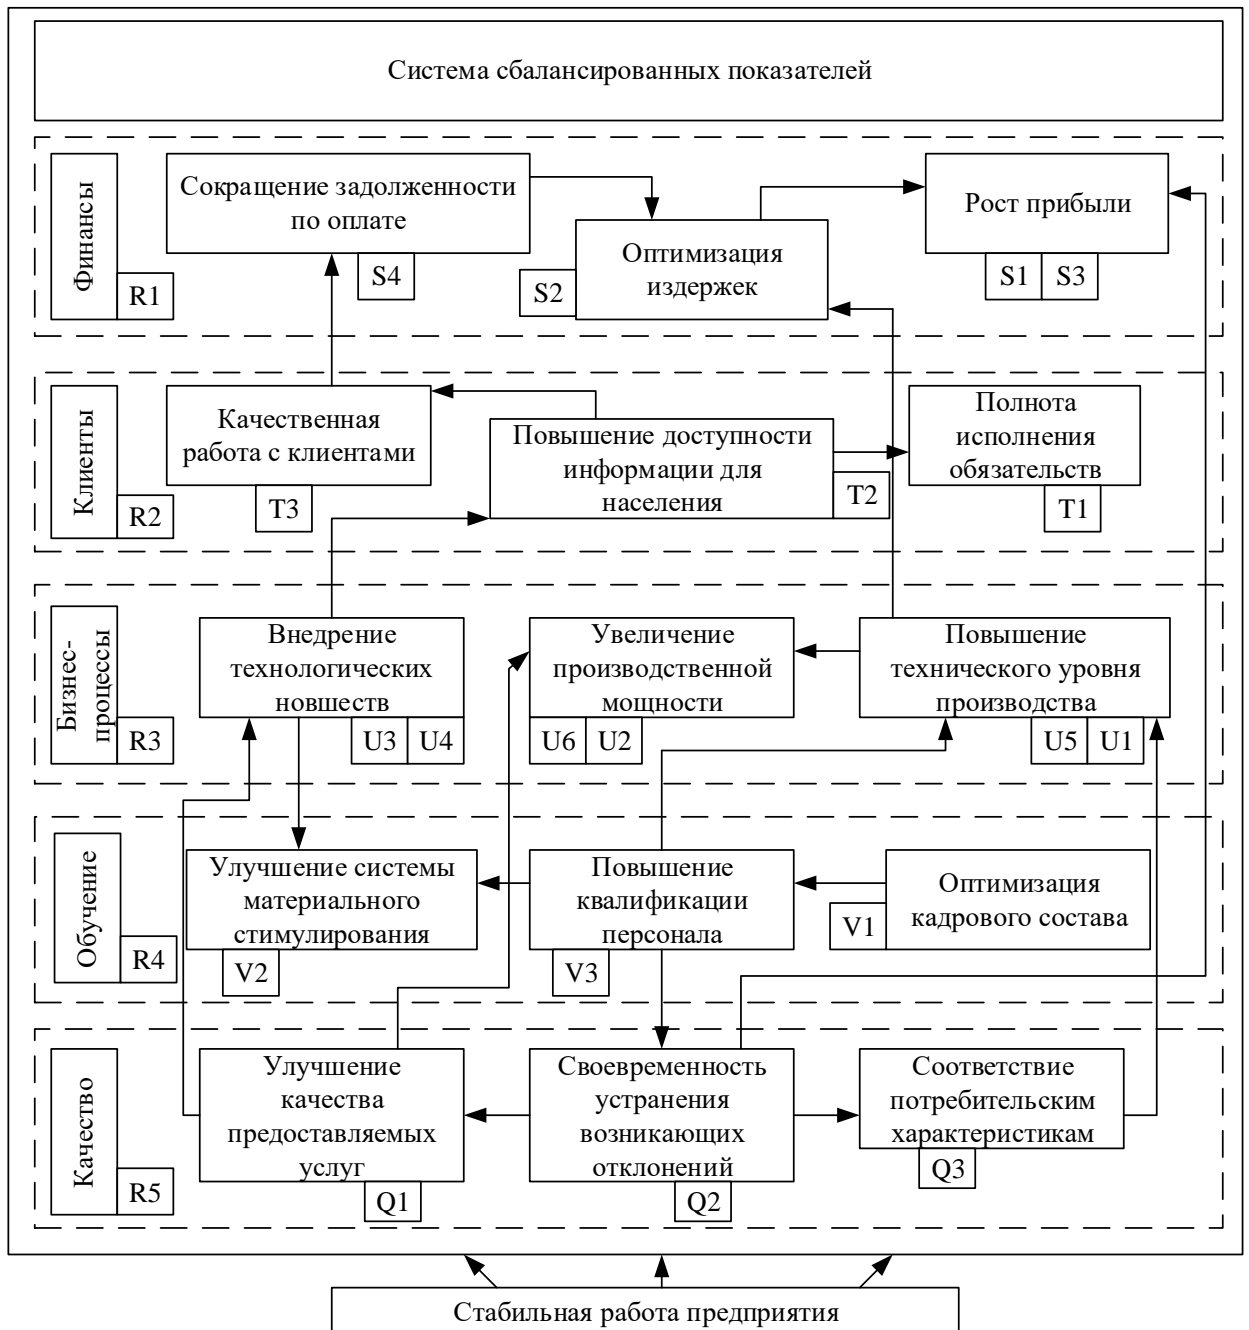 Система сбалансированных показателей
Финансы
R1
Сокращение задолженности
по оплате
S4
S2
Оптимизация
издержек
Рост прибыли
S1
S3
Клиенты
R2
Качественная
работа с клиентами
T3
Повышение доступности
информации для
населения
T2
Полнота
исполнения
обязательств
T1
Бизнес-
процессы
R3
Внедрение
технологических
новшеств
U3
U4
Увеличение
производственной
мощности
U6
U2
Повышение
технического уровня
производства
U5
U1
Обучение
R4
Улучшение системы
материального
стимулирования
V2
Повышение
квалификации
персонала
V3
V1
Оптимизация
кадрового состава
Качество
R5
Улучшение
качества
предоставляемых
услуг
Q1
Своевременность
устранения
возникающих
отклонений
Q2
Соответствие
потребительским
характеристикам
Q3
Стабильная работа предприятия